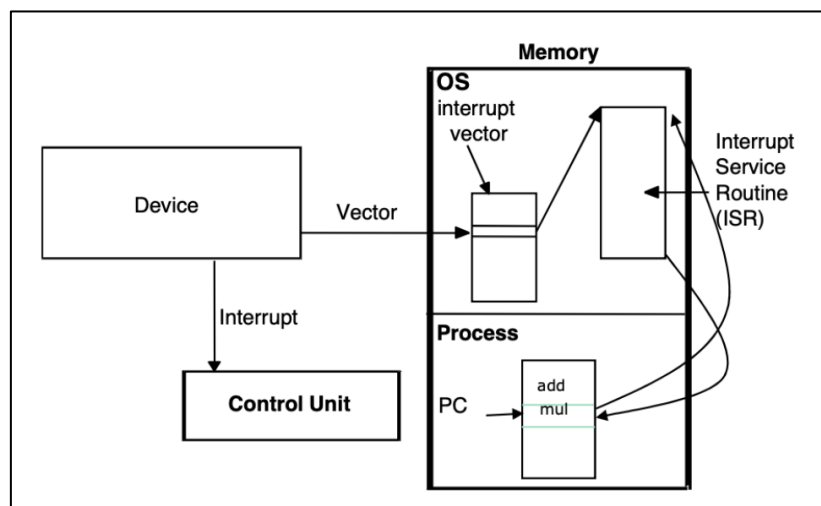 Memory
OS
interrupt
vector
Interrupt
Service
Routine
(ISR)
Device
Vector
Interrupt
Process
Control Unit
PC
add
mul